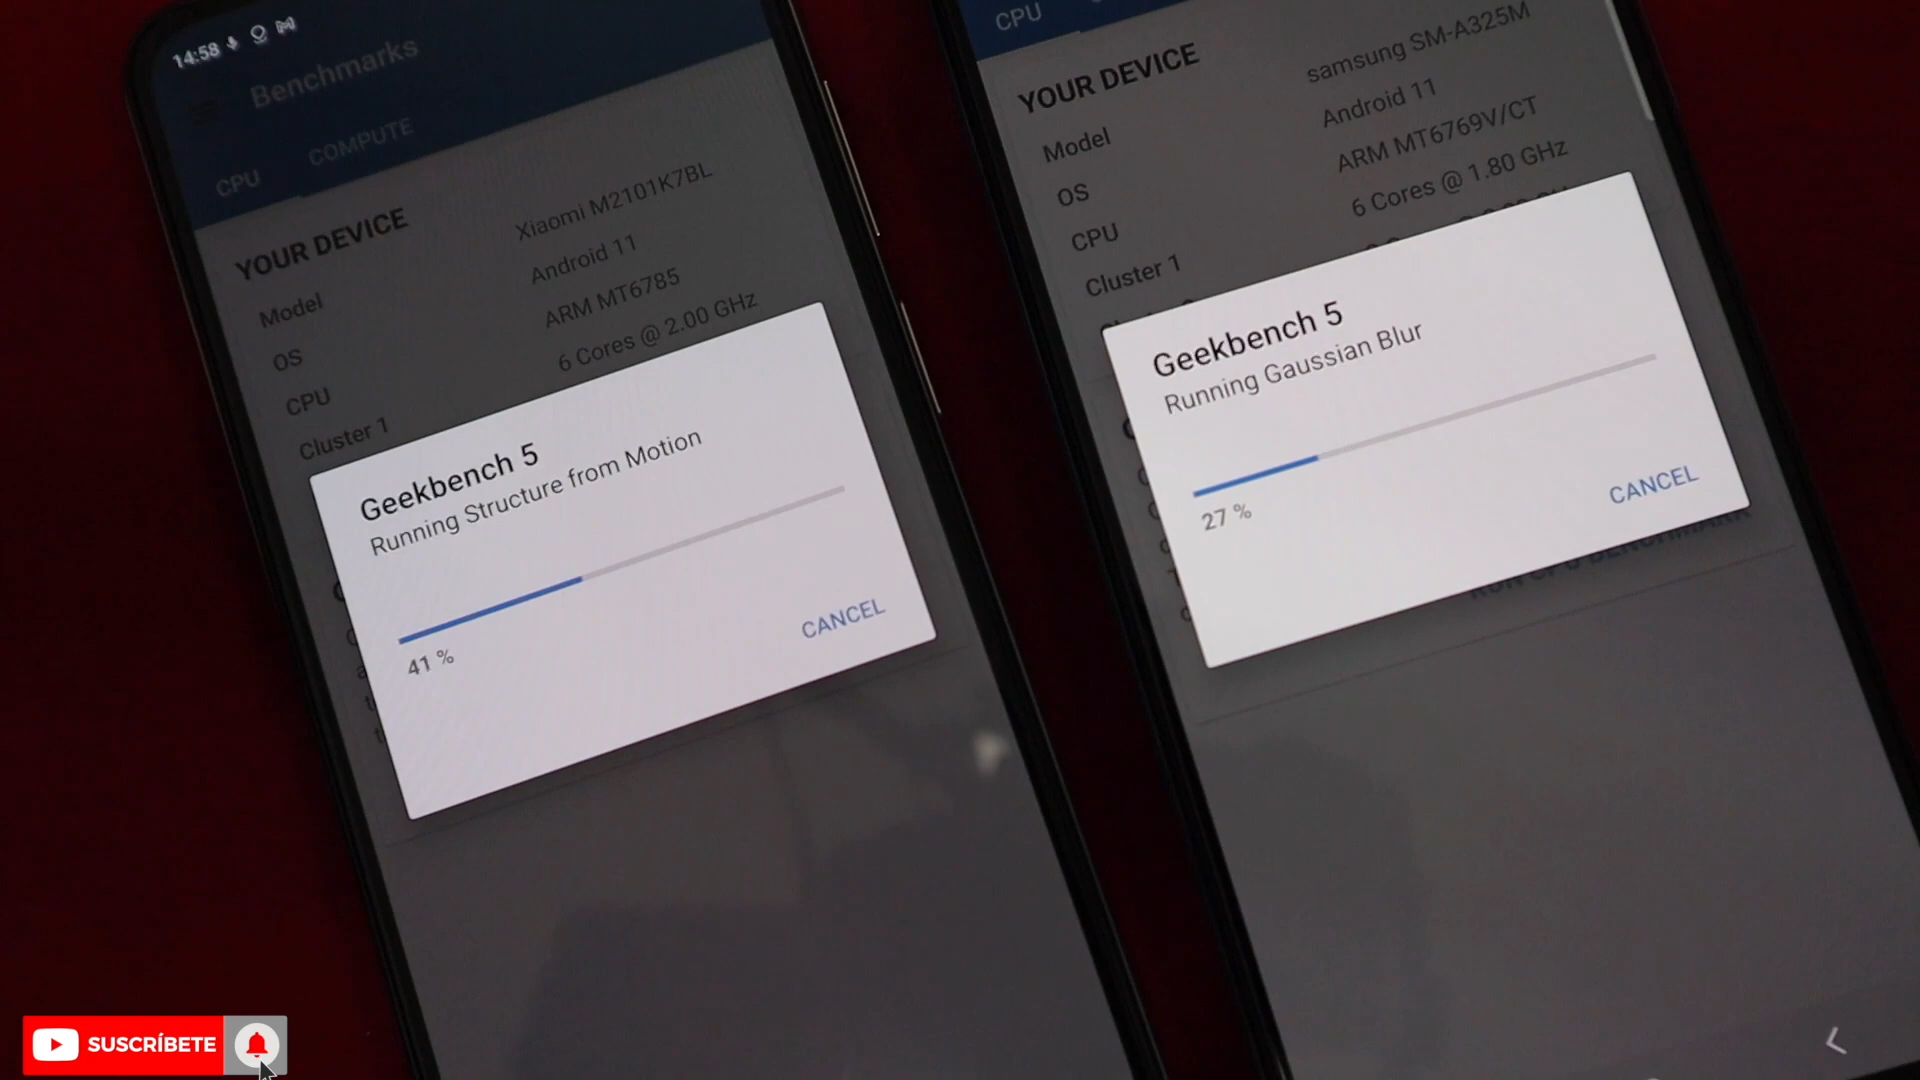 14:58
Benchmarks
CPU
COMPUTE
YOUR DEVICE
Model
Xiaomi M2101K7BL
OS
Android 11
CPU
ARM MT6785
Cluster 1
6 Cores @ 2.00 GHz
Geekbench 5
Running Structure from Motion
41 %
CANCEL
CPU
YOUR DEVICE
Model
samsung SM-A325M
OS
Android 11
CPU
ARM MT6769V/CT
Cluster 1
6 Cores @ 1.80 GHz
Geekbench 5
Running Gaussian Blur
27 %
CANCEL
SUSCRÍBETE